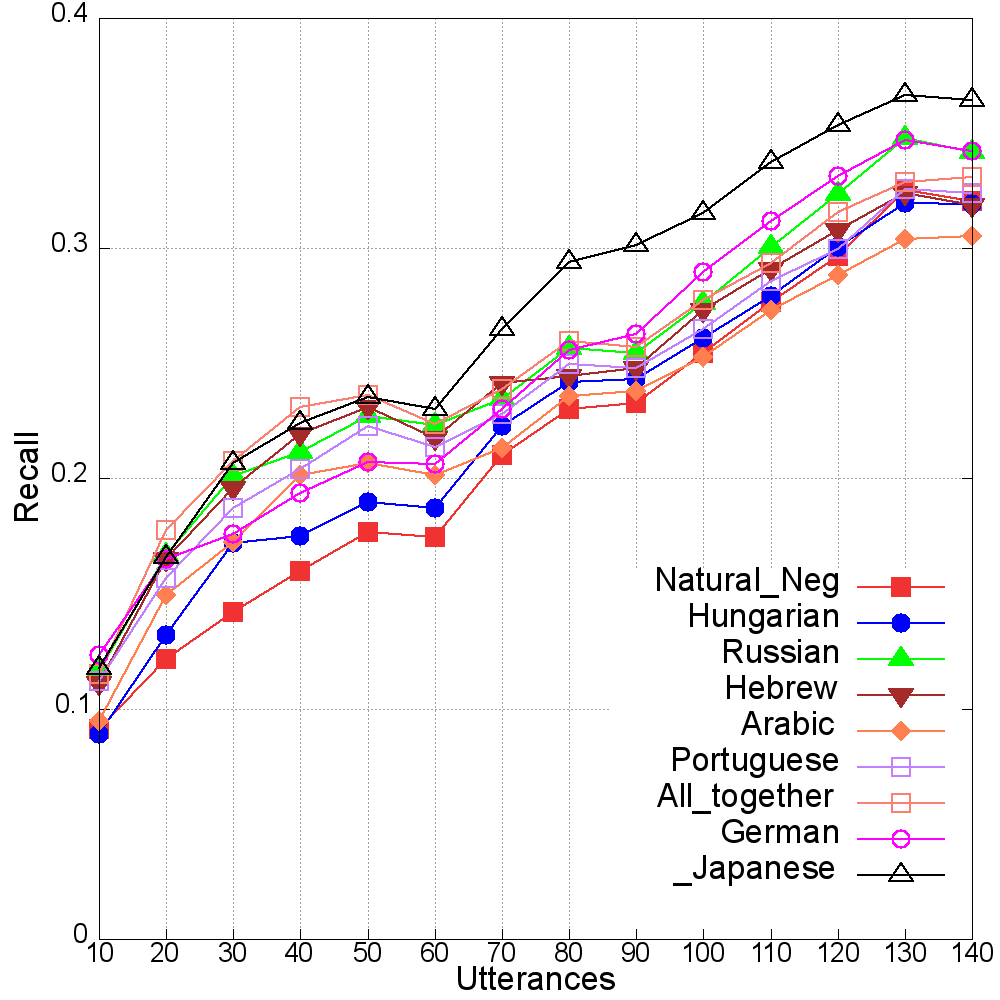 0.4
0.3
0.2
0.1
0
Recall
Natural_Neg
Hungarian
Russian
Hebrew
Arabic
Portuguese
All_together
German
_Japanese
10 20 30 40 50 60 70 80 90 100 110 120 130 140
Utterances